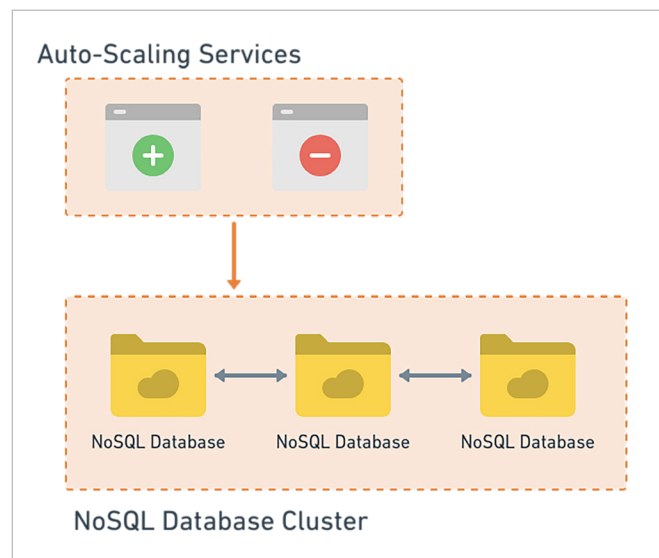 Auto-Scaling Services
NoSQL Database
NoSQL Database
NoSQL Database
NoSQL Database Cluster